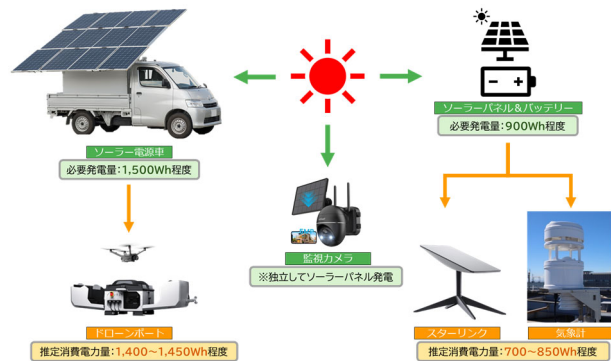 ソーラーパネル＆バッテリー
必要発電量：900Wh程度
ソーラー電源車
必要発電量：1,500Wh程度
監視カメラ
※独立してソーラーパネル発電
ドローンポート
推定消費電力量：1,400～1,450Wh程度
スターリンク
気象計
推定消費電力量：700～850Wh程度